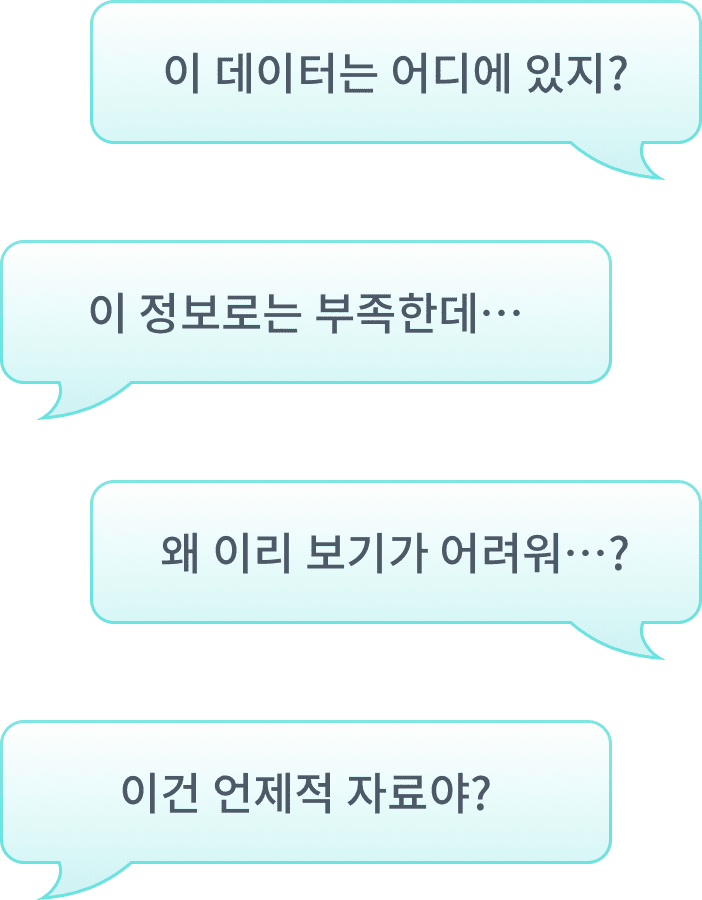 이 데이터는 어디에 있지?
이 정보로는 부족한데…
왜 이리 보기가 어려워…?
이건 언제적 자료야?